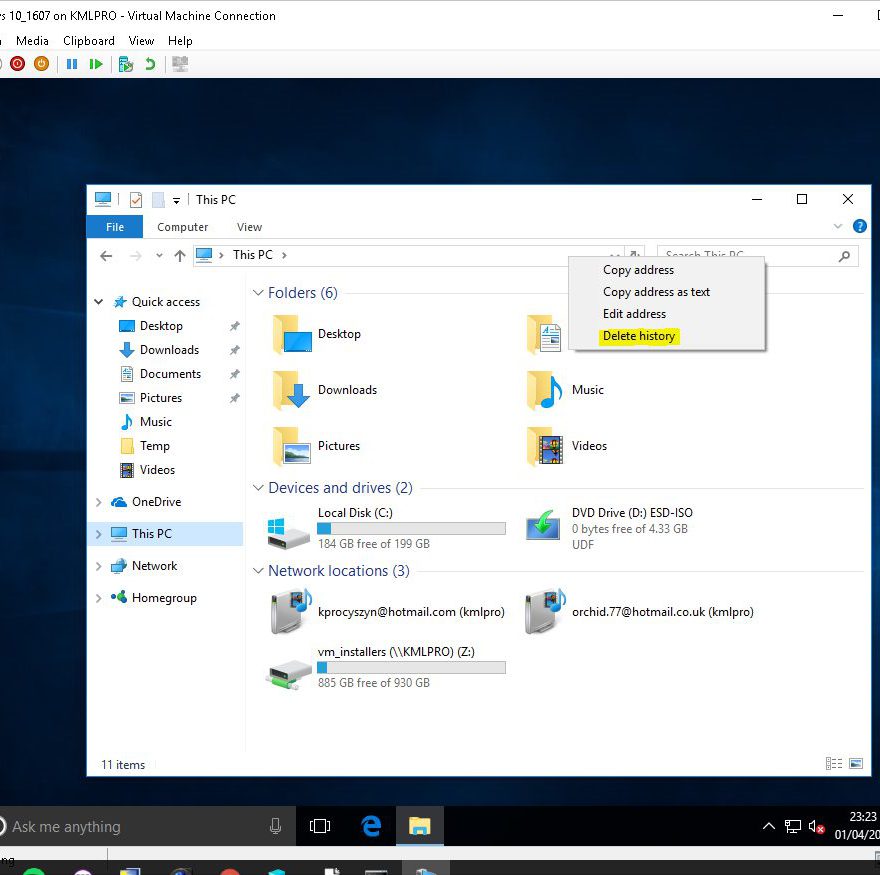 s 10_1607 on KMLPRO - Virtual Machine Connection
Media Clipboard View Help
This PC
File Computer View
This PC
Search This PC
Copy address
Copy address as text
Edit address
Delete history
Quick access
Desktop
Downloads
Documents
Pictures
Music
Temp
Videos
OneDrive
This PC
Network
Homegroup
Folders (6)
Desktop
Downloads
Music
Pictures
Videos
Devices and drives (2)
Local Disk (C:)
184 GB free of 199 GB
DVD Drive (D:) ESD-ISO
0 bytes free of 4.33 GB
UDF
Network locations (3)
kprocyszyn@hotmail.com (kmlpro)
orchid.77@hotmail.co.uk (kmlpro)
vm_installers (\\KMLPRO) (Z:)
885 GB free of 930 GB
11 items
Ask me anything
23:23
01/04/20
ng